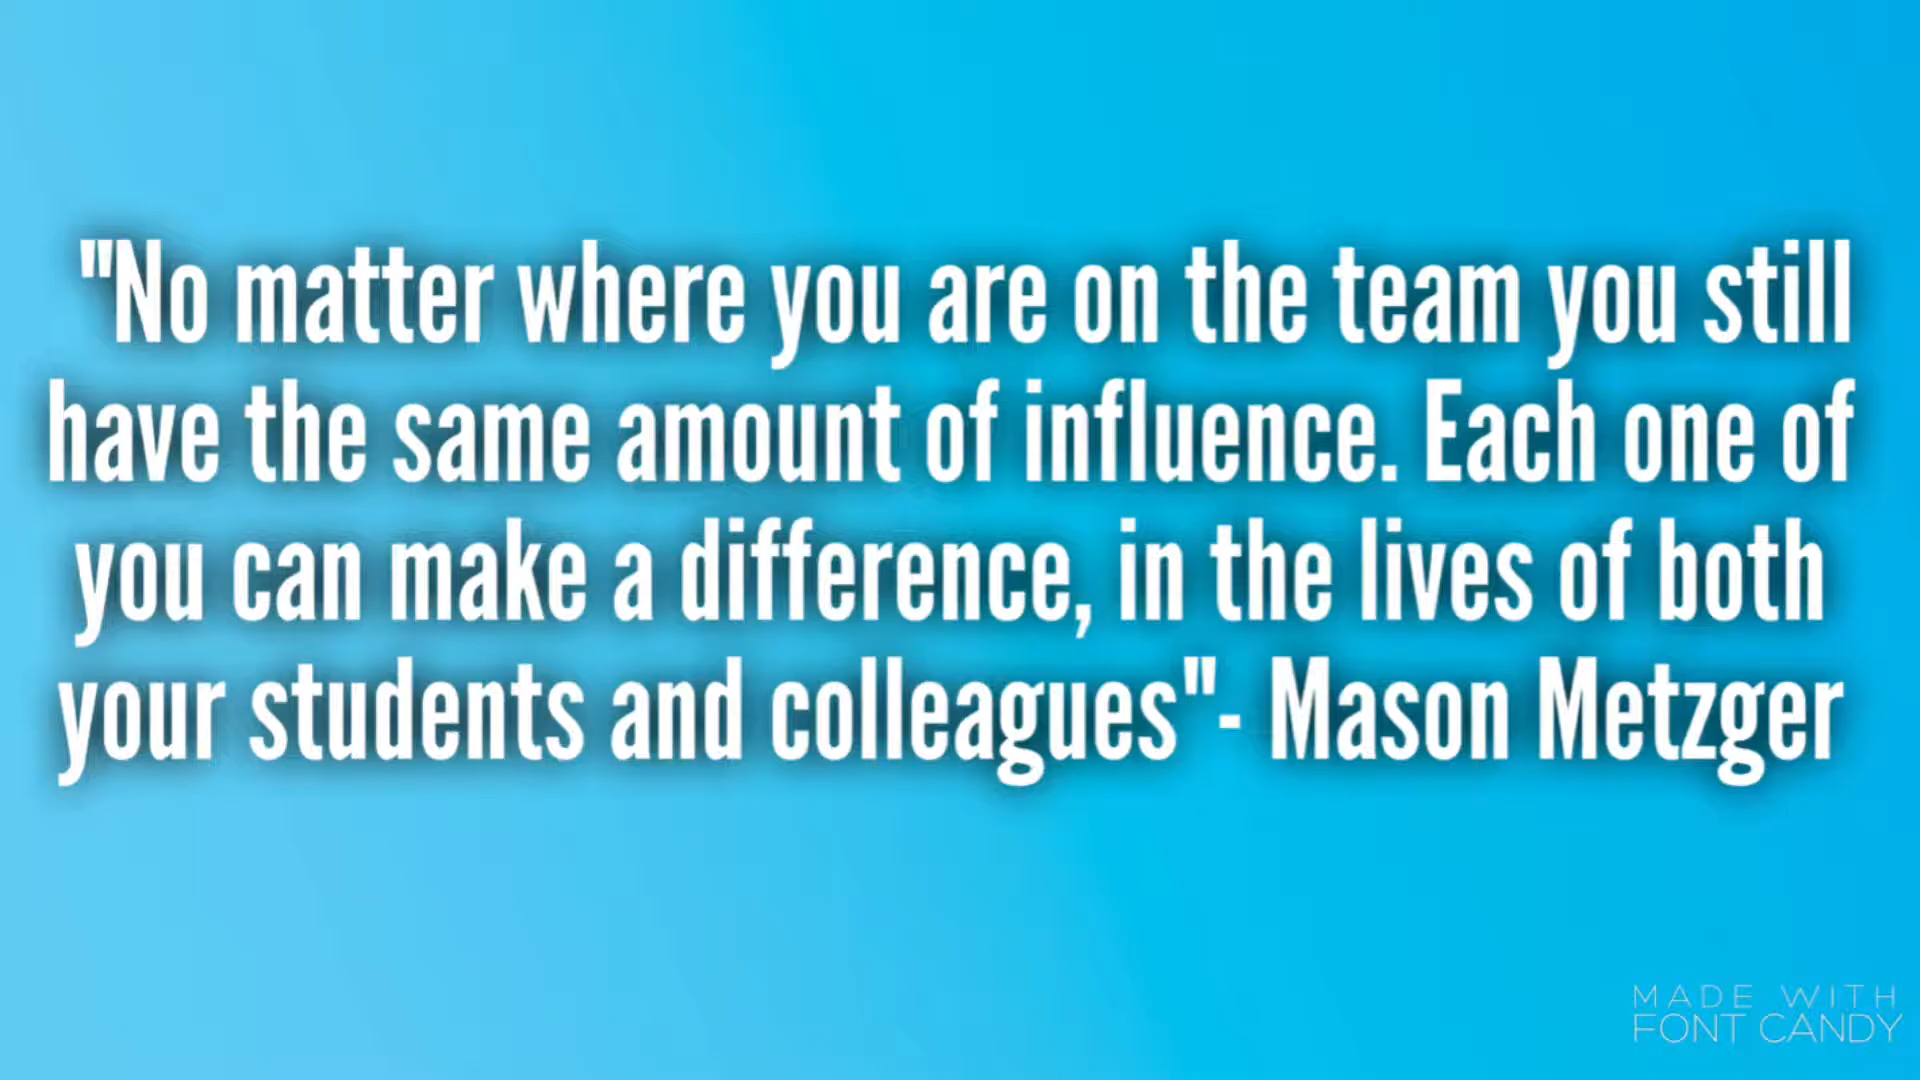 "No matter where you are on the team you still
have the same amount of influence. Each one of
you can make a difference, in the lives of both
your students and colleagues"- Mason Metzger
MADE WITH
FONT CANDY